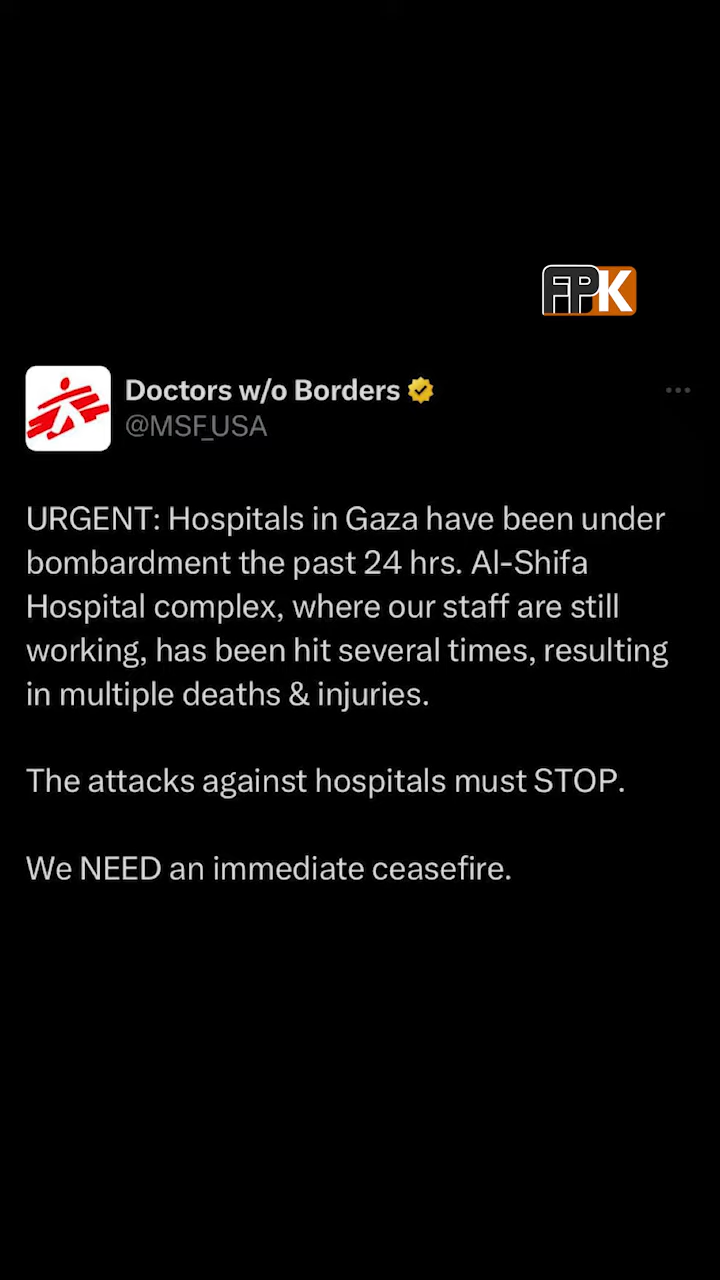 FPK
Doctors w/o Borders
@MSF_USA
URGENT: Hospitals in Gaza have been under
bombardment the past 24 hrs. Al-Shifa
Hospital complex, where our staff are still
working, has been hit several times, resulting
in multiple deaths & injuries.
The attacks against hospitals must STOP.
We NEED an immediate ceasefire.